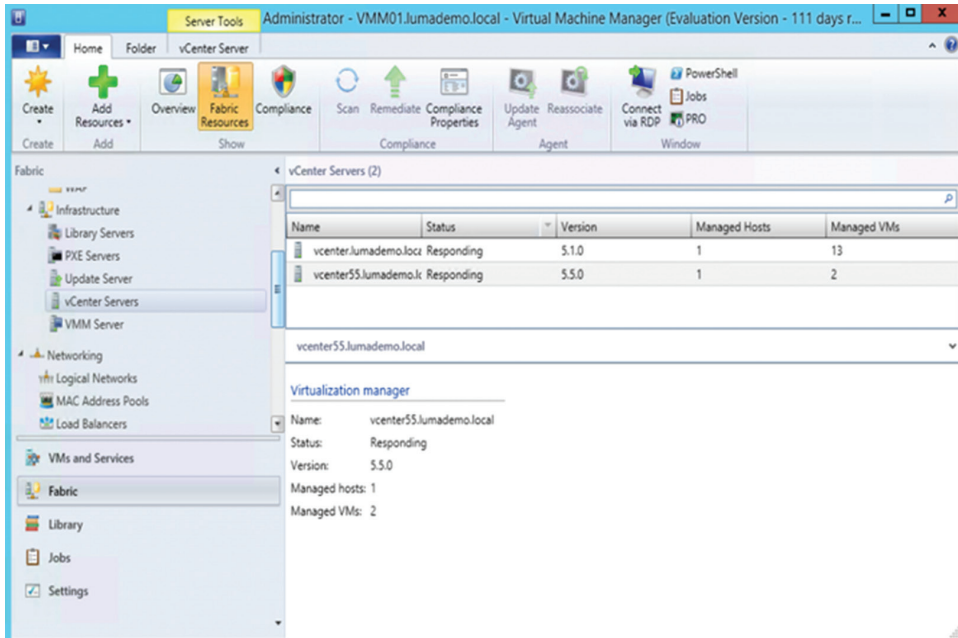 Server Tools
Administrator - VMM01.lumademo.local - Virtual Machine Manager (Evaluation Version - 111 days r...
Home Folder vCenter Server
Create
Add Resources
Overview
Fabric Resources
Compliance
Scan
Remediate
Compliance Properties
Update Agent
Reassociate
Connect via RDP
PowerShell
Jobs
PRO
Create Add Show Compliance Agent Window
Fabric
WAP
Infrastructure
Library Servers
PXE Servers
Update Server
vCenter Servers
VMM Server
Networking
Logical Networks
MAC Address Pools
Load Balancers
VMs and Services
Fabric
Library
Jobs
Settings
vCenter Servers (2)
Name Status Version Managed Hosts Managed VMs
vcenter.lumademo.loca Responding 5.1.0 1 13
vcenter55.lumademo.lc Responding 5.5.0 1 2
vcenter55.lumademo.local
Virtualization manager
Name: vcenter55.lumademo.local
Status: Responding
Version: 5.5.0
Managed hosts: 1
Managed VMs: 2